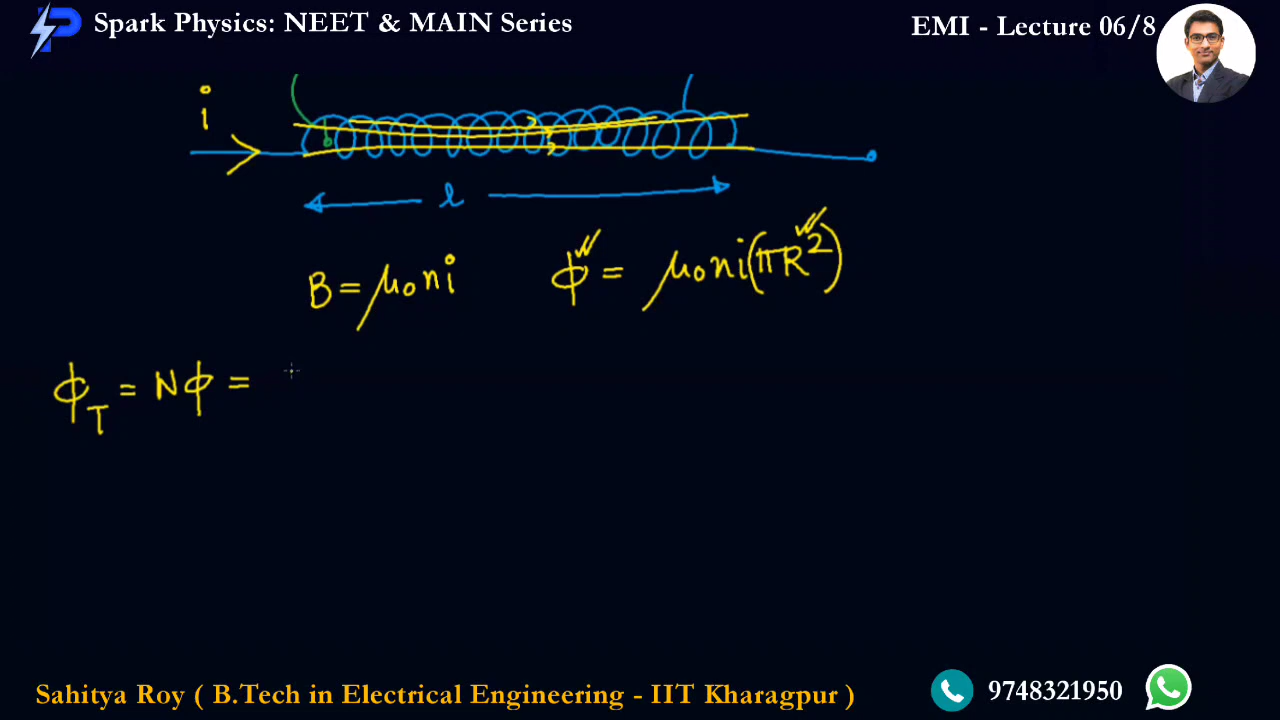 Spark Physics: NEET & MAIN Series
EMI - Lecture 06/8
i
l
B = μ₀ni
ϕ = μ₀ni(πR²)
ϕ_T = Nϕ =
Sahitya Roy ( B.Tech in Electrical Engineering - IIT Kharagpur )
9748321950